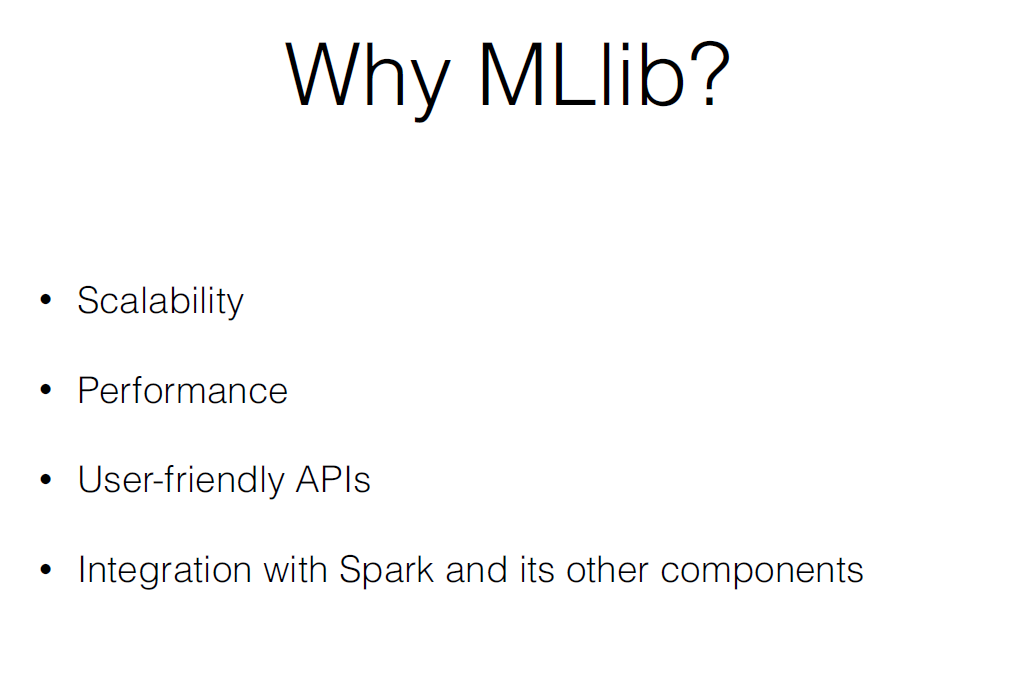 Why MLlib?
• Scalability
• Performance
• User-friendly APIs
• Integration with Spark and its other components